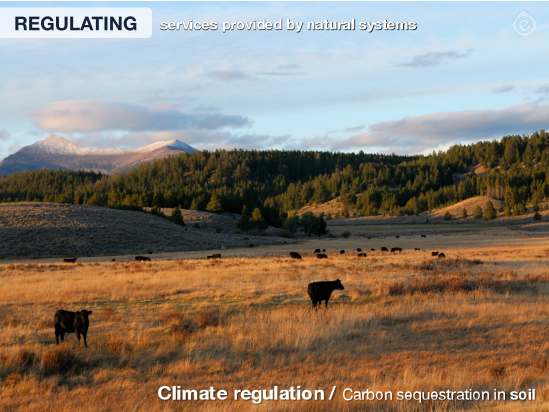 REGULATING services provided by natural systems
Climate regulation / Carbon sequestration in soil